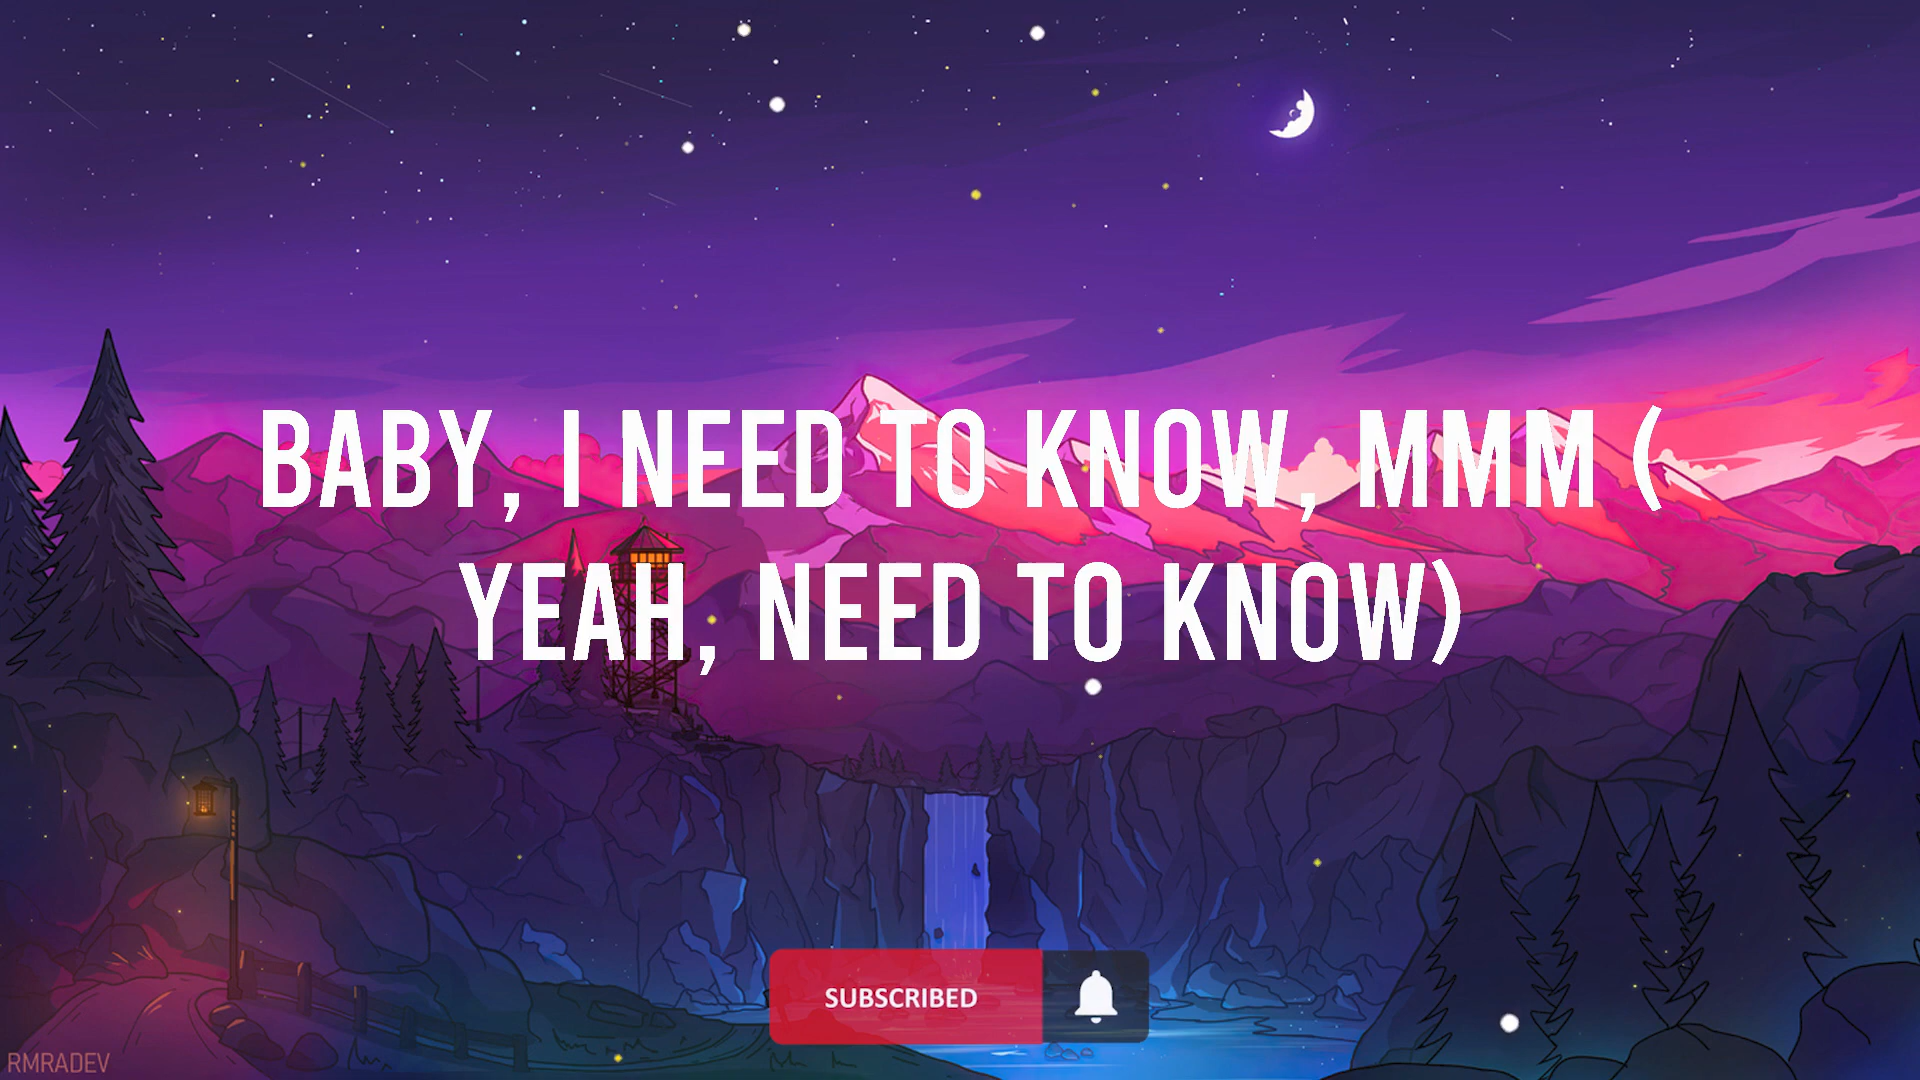 BABY, I NEED TO KNOW, MMM (
YEAH, NEED TO KNOW)
SUBSCRIBED
RMRADEV